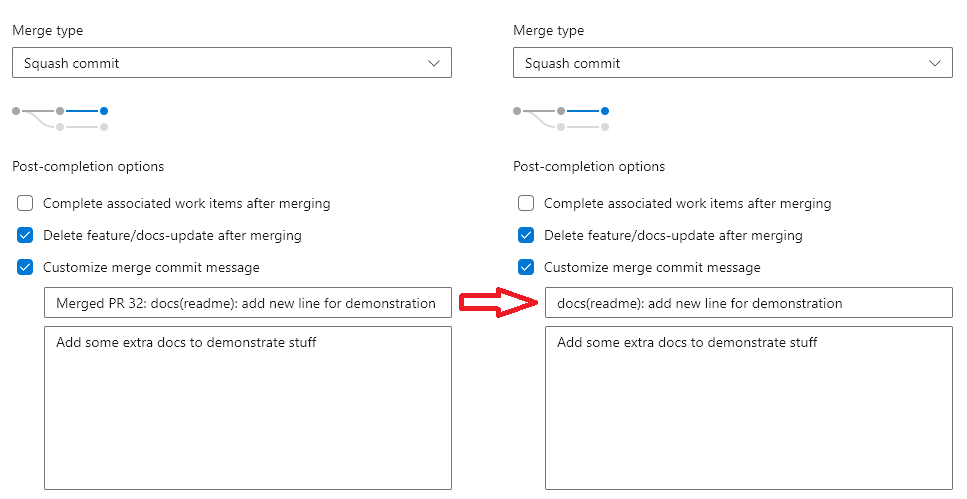 Merge type
Squash commit
Post-completion options
Complete associated work items after merging
Delete feature/docs-update after merging
Customize merge commit message
Merged PR 32: docs(readme): add new line for demonstration
Add some extra docs to demonstrate stuff
Merge type
Squash commit
Post-completion options
Complete associated work items after merging
Delete feature/docs-update after merging
Customize merge commit message
docs(readme): add new line for demonstration
Add some extra docs to demonstrate stuff